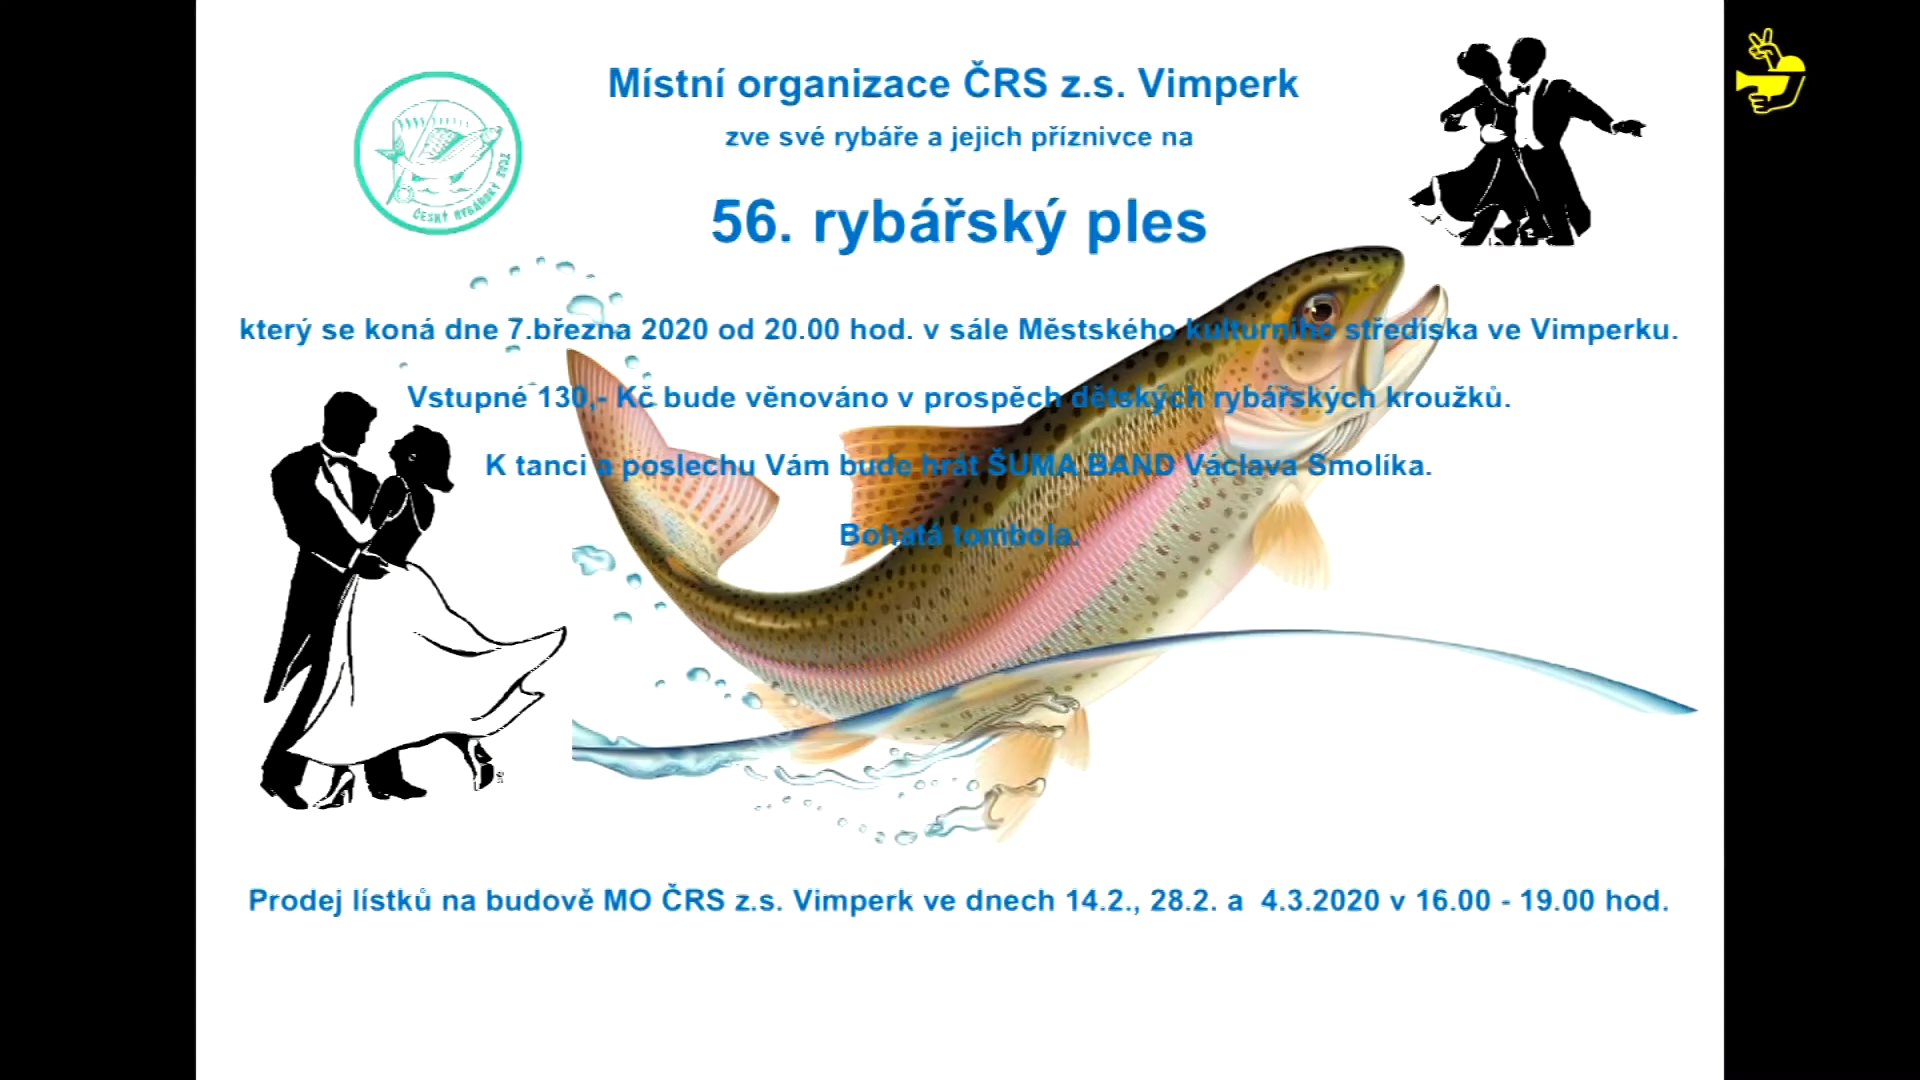 Místní organizace ČRS z.s. Vimperk
zve své rybáře a jejich příznivce na
56. rybářský ples
který se koná dne 7.března 2020 od 20.00 hod. v sále Městského kulturního střediska ve Vimperku.
Vstupné 130,- Kč bude věnováno v prospěch dětských rybářských kroužků.
K tanci a poslechu Vám bude hrát ŠUMA BAND Václava Smolíka.
Bohatá tombola.
Prodej lístků na budově MO ČRS z.s. Vimperk ve dnech 14.2., 28.2. a 4.3.2020 v 16.00 - 19.00 hod.
ČESKÝ RYBÁŘSKÝ SVAZ